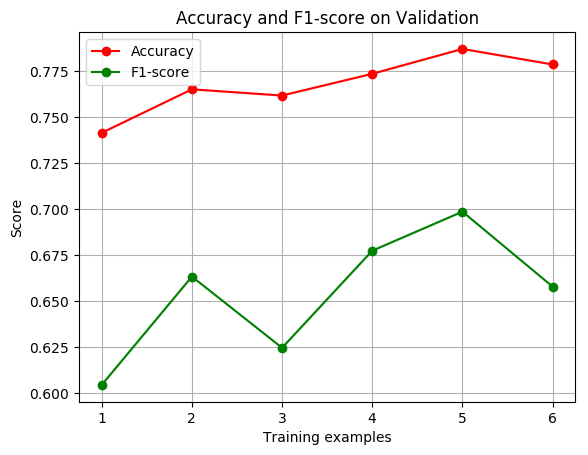 Accuracy and F1-score on Validation
Accuracy
F1-score
0.775
0.750
0.725
0.700
0.675
0.650
0.625
0.600
Score
1 2 3 4 5 6
Training examples